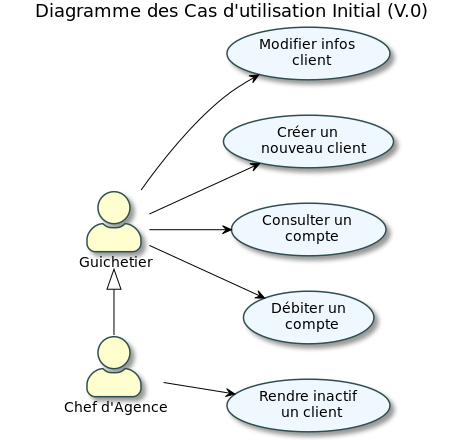 Diagramme des Cas d'utilisation Initial (V.0)
Modifier infos
client
Créer un
nouveau client
Consulter un
compte
Guichetier
Débiter un
compte
Chef d'Agence
Rendre inactif
un client